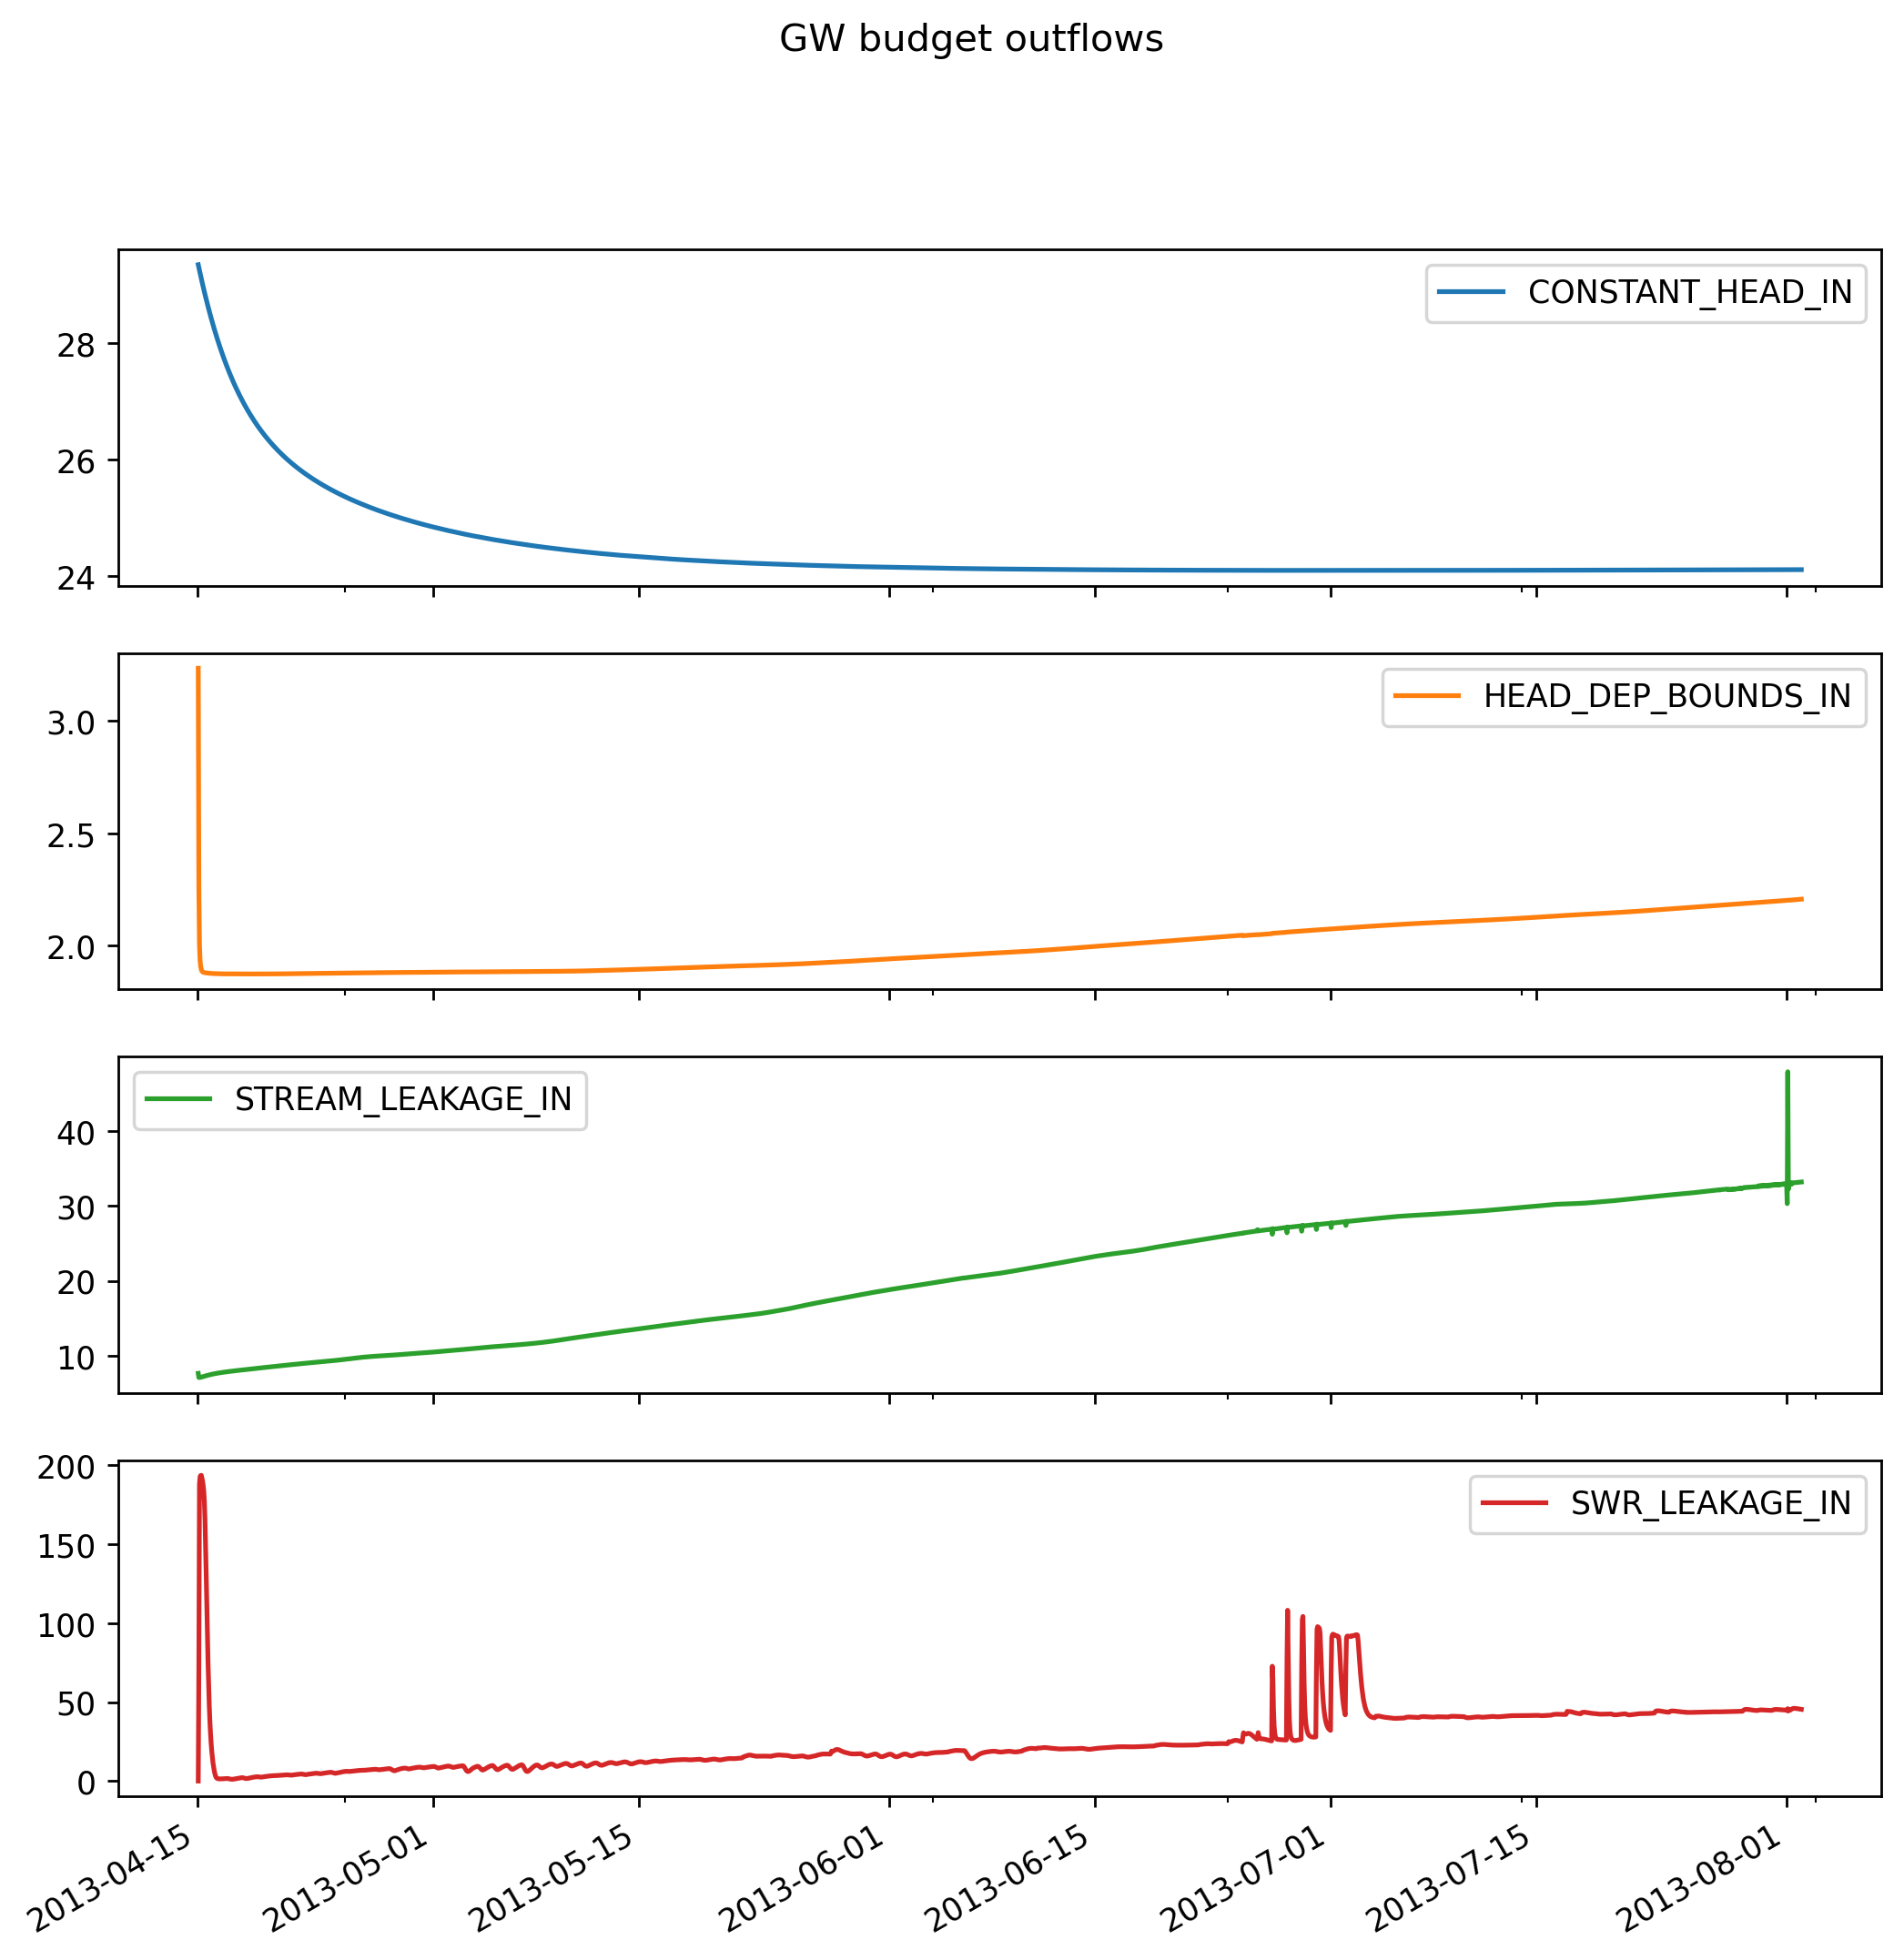 GW budget outflows
CONSTANT_HEAD_IN
28
26
24
HEAD_DEP_BOUNDS_IN
3.0
2.5
2.0
STREAM_LEAKAGE_IN
40
30
20
10
200
SWR_LEAKAGE_IN
150
100
50
0
2013-04-15 2013-05-01 2013-05-15 2013-06-01 2013-06-15 2013-07-01 2013-07-15 2013-08-01